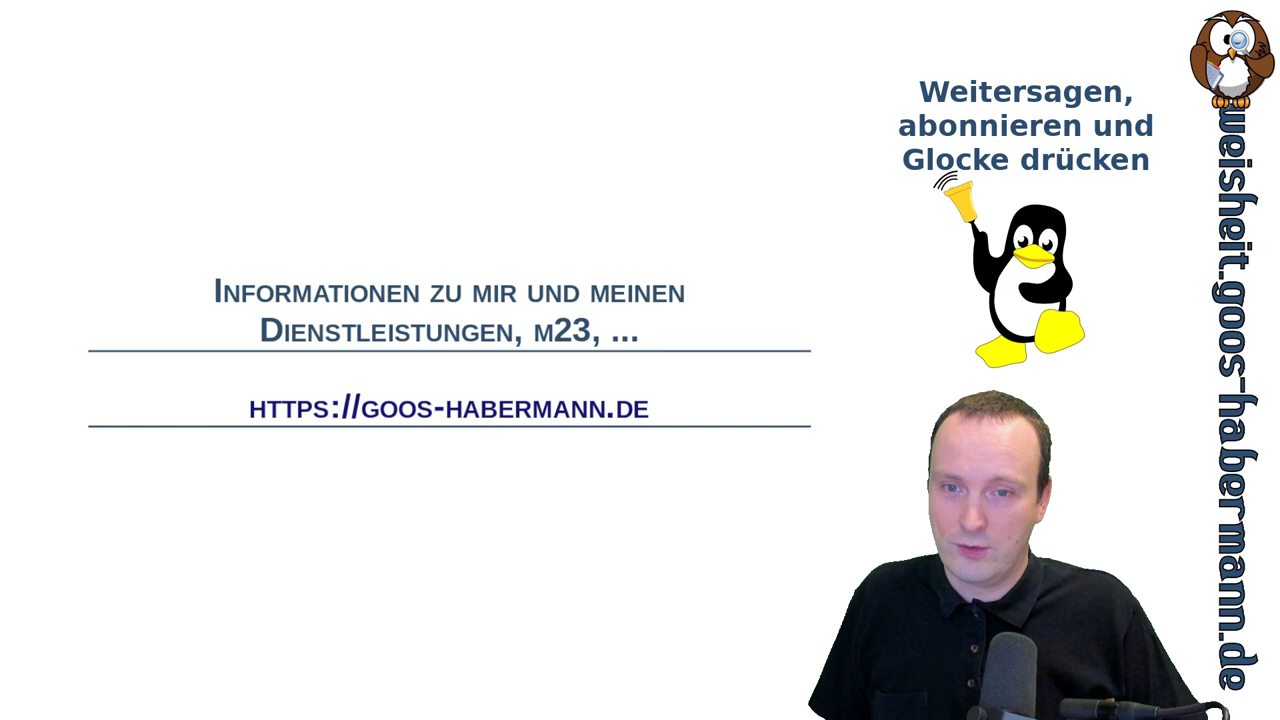 Weitersagen,
abonnieren und
Glocke drücken
Informationen zu mir und meinen
Dienstleistungen, m23, ...
https://goos-habermann.de
weisheit.goos-habermann.de